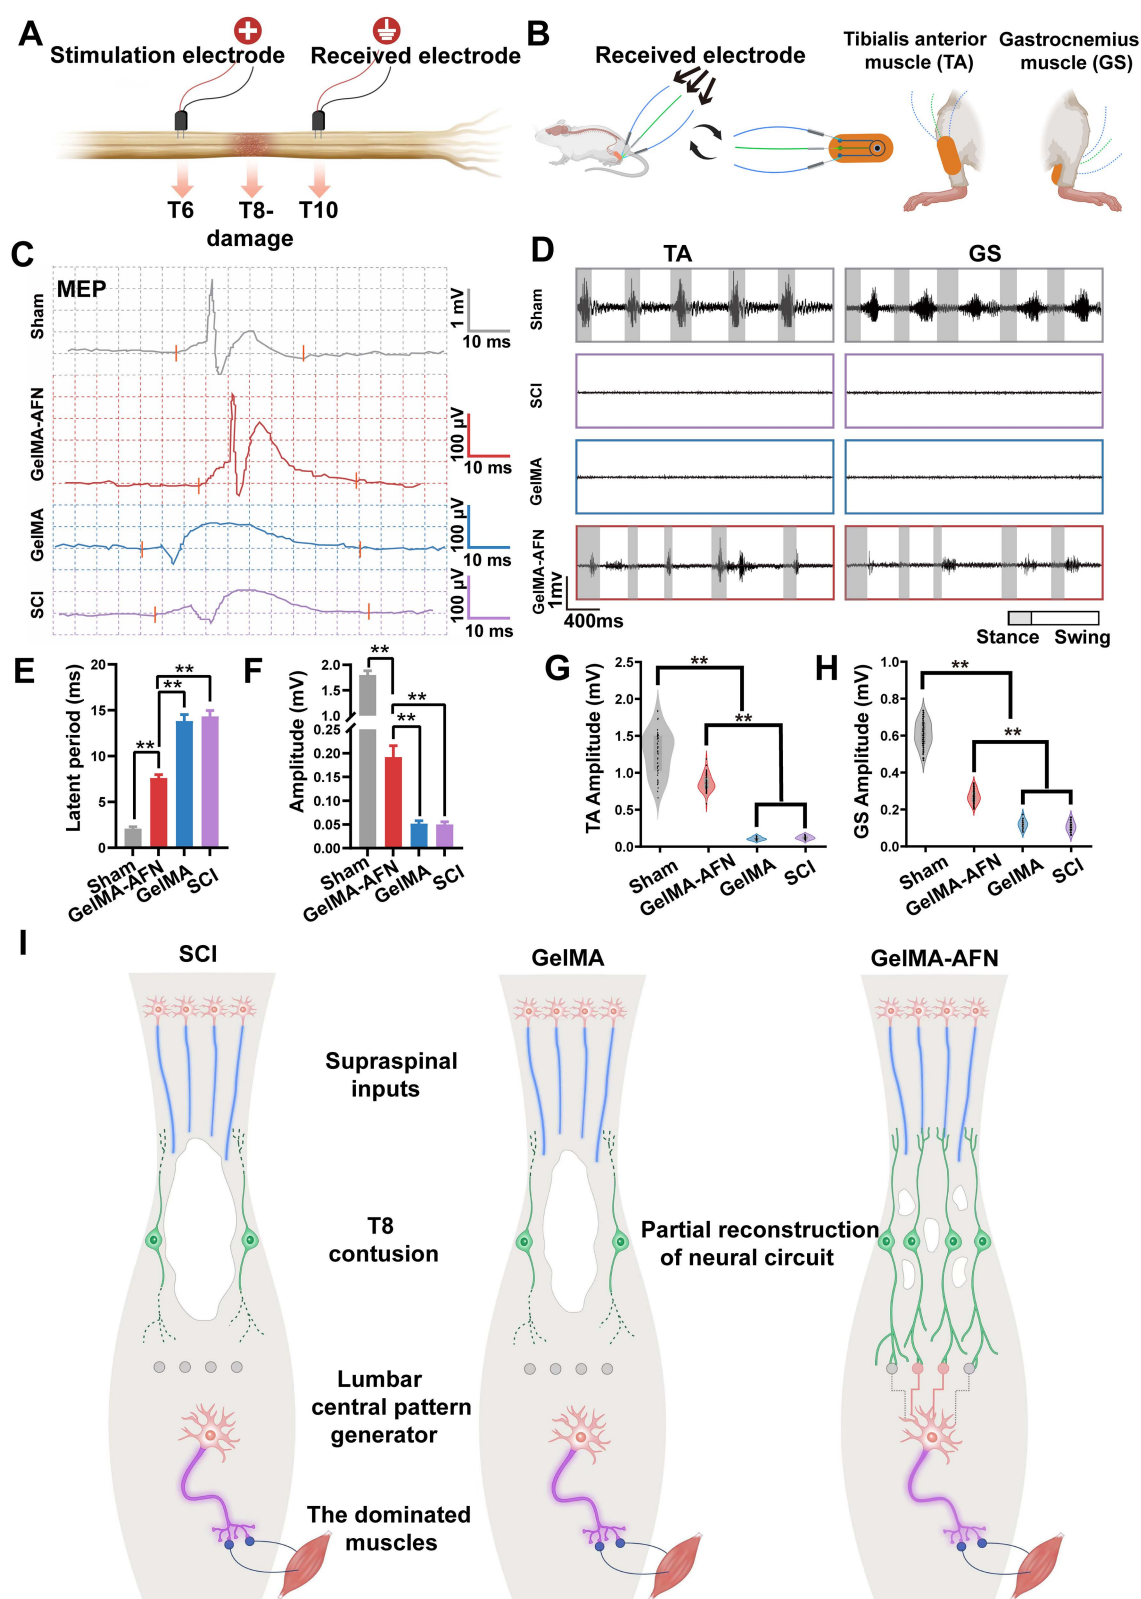 A
Stimulation electrode
Received electrode
T6
T8-
damage
T10
B
Received electrode
Tibialis anterior
muscle (TA)
Gastrocnemius
muscle (GS)
C
MEP
Sham
1 mV
10 ms
GelMA-AFN
100 μV
10 ms
GelMA
100 μV
10 ms
SCI
100 μV
10 ms
D
TA
GS
Sham
SCI
GelMA
GelMA-AFN
1mv
400ms
Stance
Swing
E
Latent period (ms)
20
15
10
5
0
**
**
**
Sham
GelMA-AFN
GelMA
SCI
F
Amplitude (mV)
2.0
1.5
1.0
0.25
0.20
0.15
0.10
0.05
0.00
**
**
**
Sham
GelMA-AFN
GelMA
SCI
G
TA Amplitude (mV)
2.5
2.0
1.5
1.0
0.5
0.0
**
**
Sham
GelMA-AFN
GelMA
SCI
H
GS Amplitude (mV)
1.0
0.8
0.6
0.4
0.2
0.0
**
**
Sham
GelMA-AFN
GelMA
SCI
I
SCI
GelMA
GelMA-AFN
Supraspinal
inputs
T8
contusion
Partial reconstruction
of neural circuit
Lumbar
central pattern
generator
The dominated
muscles